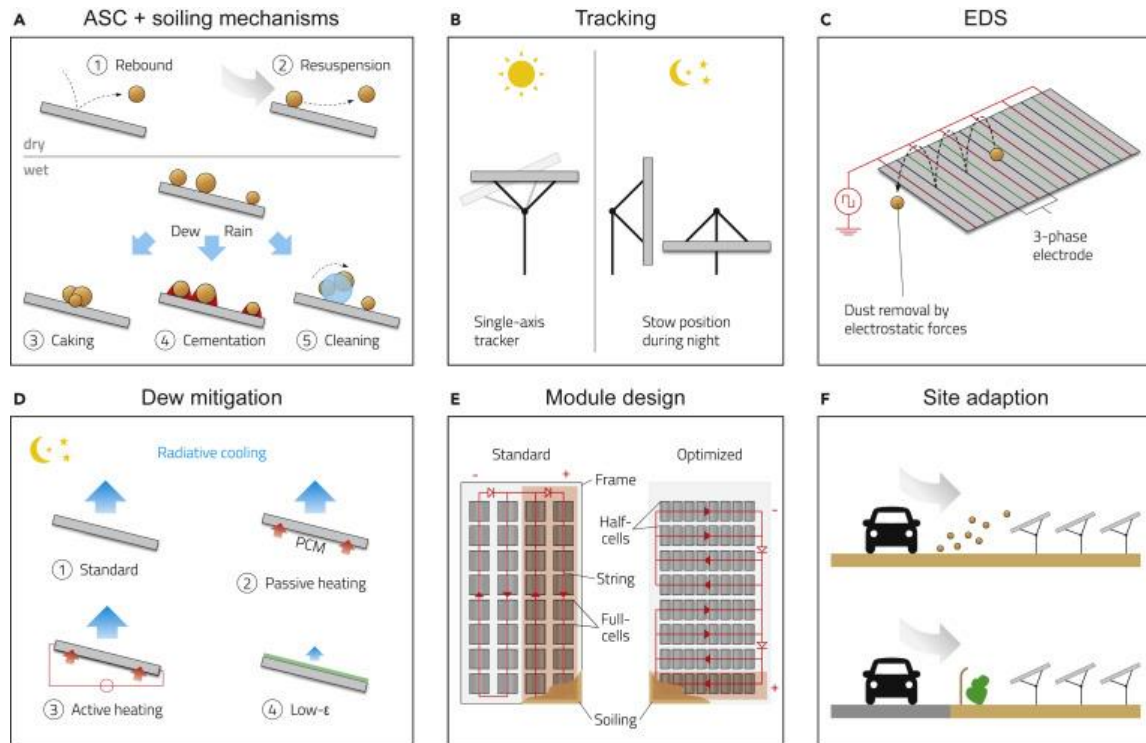 A ASC + soiling mechanisms
① Rebound
② Resuspension
dry
wet
Dew Rain
③ Caking
④ Cementation
⑤ Cleaning
B Tracking
Single-axis
tracker
Stow position
during night
C EDS
3-phase
electrode
Dust removal by
electrostatic forces
D Dew mitigation
Radiative cooling
① Standard
PCM
② Passive heating
③ Active heating
④ Low-ε
E Module design
Standard
Optimized
- +
Frame
-
Half-
cells
String
Full-
cells
+
Soiling
F Site adaption